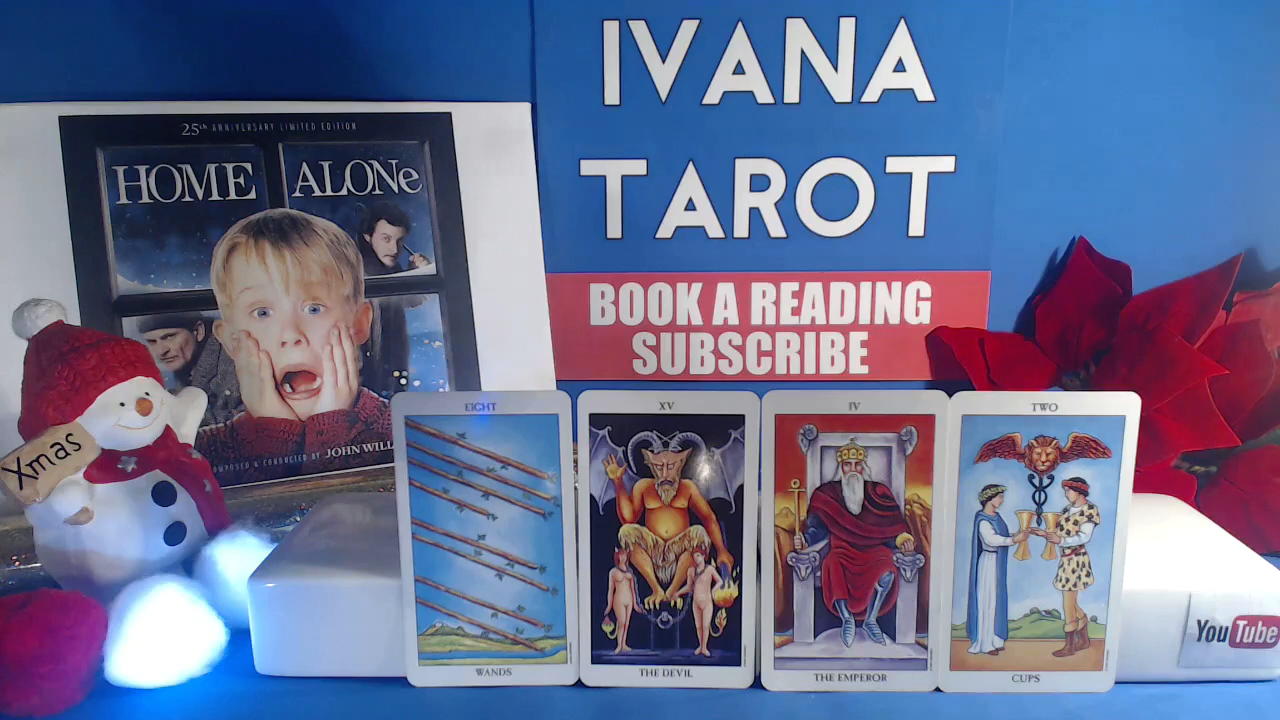 IVANA
TAROT
BOOK A READING
SUBSCRIBE
25th ANNIVERSARY LIMITED EDITION
HOME ALONe
COMPOSED & CONDUCTED BY JOHN WILL
Xmas
EIGHT
WANDS
XV
THE DEVIL
IV
THE EMPEROR
TWO
CUPS
YouTube